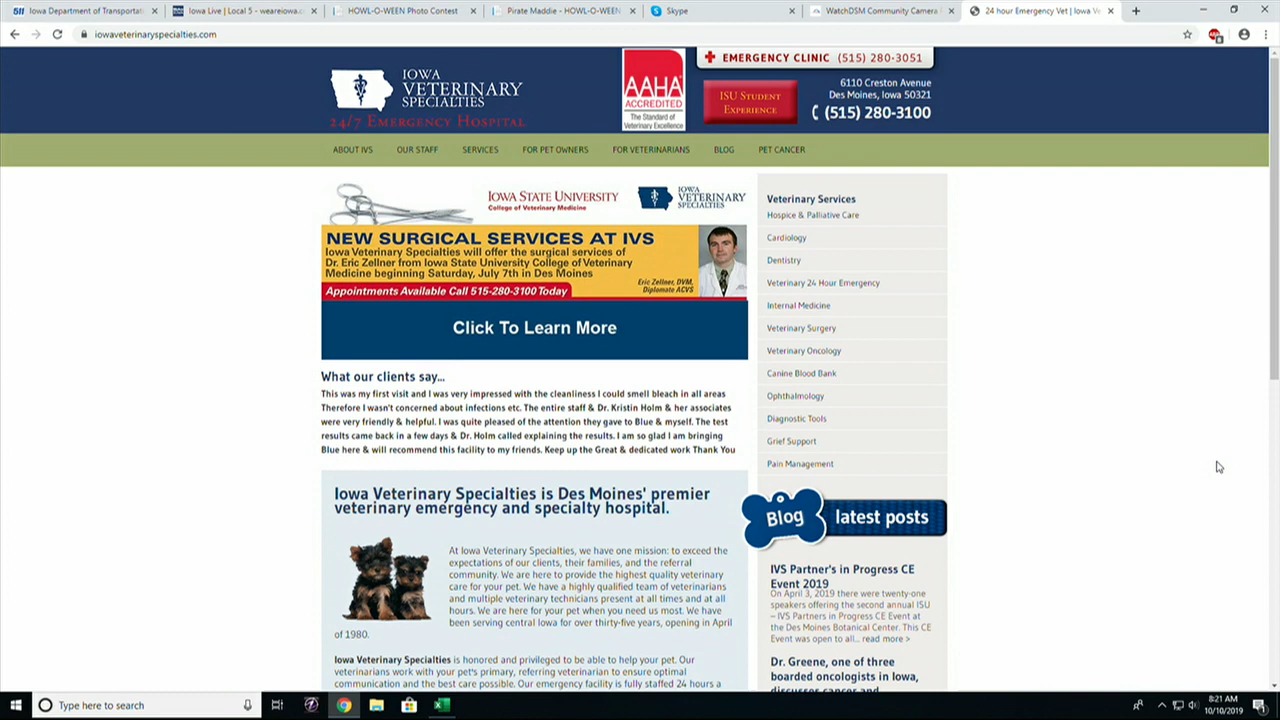 511 Iowa Department of Transportat
Iowa Live | Local 5 - weareiowa.c
HOWL-O-WEEN Photo Contest
Pirate Maddie - HOWL-O-WEEN
Skype
WatchDSM Community Camera
24 hour Emergency Vet | Iowa Ve
iowaveterinaryspecialties.com
IOWA
VETERINARY
SPECIALTIES
24/7 EMERGENCY HOSPITAL
AAHA
ACCREDITED
The Standard of
Veterinary Excellence
EMERGENCY CLINIC (515) 280-3051
ISU STUDENT
EXPERIENCE
6110 Creston Avenue
Des Moines, Iowa 50321
(515) 280-3100
ABOUT IVS OUR STAFF SERVICES FOR PET OWNERS FOR VETERINARIANS BLOG PET CANCER
IOWA STATE UNIVERSITY
College of Veterinary Medicine
IOWA
VETERINARY
SPECIALTIES
NEW SURGICAL SERVICES AT IVS
Iowa Veterinary Specialties will offer the surgical services of
Dr. Eric Zellner from Iowa State University College of Veterinary
Medicine beginning Saturday, July 7th in Des Moines
Eric Zellner, DVM,
Diplomate ACVS
Appointments Available Call 515-280-3100 Today
Click To Learn More
What our clients say...
This was my first visit and I was very impressed with the cleanliness I could smell bleach in all areas
Therefore I wasn't concerned about infections etc. The entire staff & Dr. Kristin Holm & her associates
were very friendly & helpful. I was quite pleased of the attention they gave to Blue & myself. The test
results came back in a few days & Dr. Holm called explaining the results. I am so glad I am bringing
Blue here & will recommend this facility to my friends. Keep up the Great & dedicated work Thank You
Iowa Veterinary Specialties is Des Moines' premier
veterinary emergency and specialty hospital.
At Iowa Veterinary Specialties, we have one mission: to exceed the
expectations of our clients, their families, and the referral
community. We are here to provide the highest quality veterinary
care for your pet. We have a highly qualified team of veterinarians
and multiple veterinary technicians present at all times and at all
hours. We are here for your pet when you need us most. We have
been serving central Iowa for over thirty-five years, opening in April
of 1980.
Iowa Veterinary Specialties is honored and privileged to be able to help your pet. Our
veterinarians work with your pet's primary, referring veterinarian to ensure optimal
communication and the best care possible. Our emergency facility is fully staffed 24 hours a
Veterinary Services
Hospice & Palliative Care
Cardiology
Dentistry
Veterinary 24 Hour Emergency
Internal Medicine
Veterinary Surgery
Veterinary Oncology
Canine Blood Bank
Ophthalmology
Diagnostic Tools
Grief Support
Pain Management
Blog latest posts
IVS Partner's in Progress CE
Event 2019
On April 3, 2019 there were twenty-one
speakers offering the second annual ISU
– IVS Partners in Progress CE Event at
the Des Moines Botanical Center. This CE
Event was open to all... read more >
Dr. Greene, one of three
boarded oncologists in Iowa,
discusses cancer and
Type here to search
8:21 AM
10/10/2019